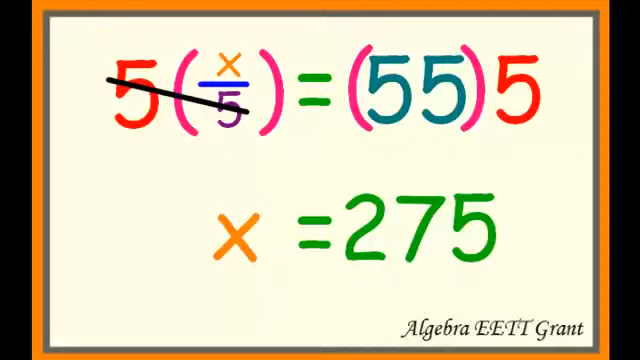 5(x/5) = (55)5
x = 275
Algebra EETT Grant